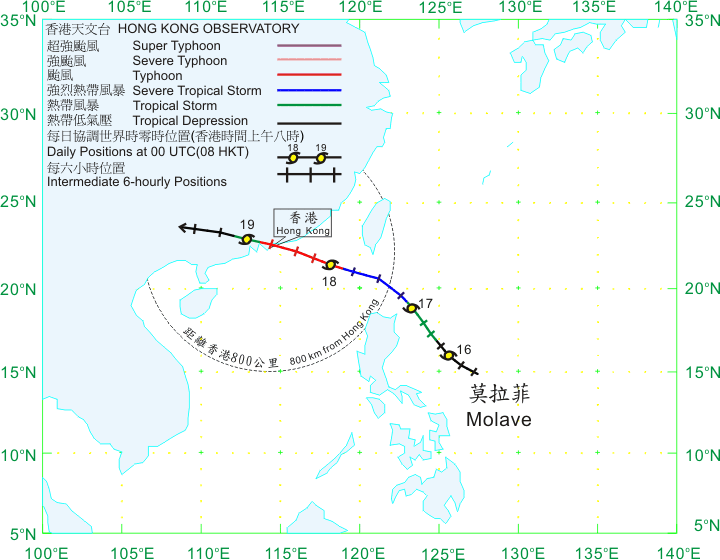 100°E 105°E 110°E 115°E 120°E 125°E 130°E 135°E 140°E
35°N 35°N
香港天文台 HONG KONG OBSERVATORY
超強颱風 Super Typhoon
強颱風 Severe Typhoon
颱風 Typhoon
強烈熱帶風暴 Severe Tropical Storm
熱帶風暴 Tropical Storm
熱帶低氣壓 Tropical Depression
每日協調世界時零時位置(香港時間上午八時)
Daily Positions at 00 UTC(08 HKT) 18 19
每六小時位置
Intermediate 6-hourly Positions
30°N 30°N
25°N 25°N
香港
Hong Kong
19
18
17
16
20°N 20°N
距離香港800公里 800 km from Hong Kong
15°N 15°N
莫拉菲
Molave
10°N 10°N
5°N 5°N
100°E 105°E 110°E 115°E 120°E 125°E 130°E 135°E 140°E